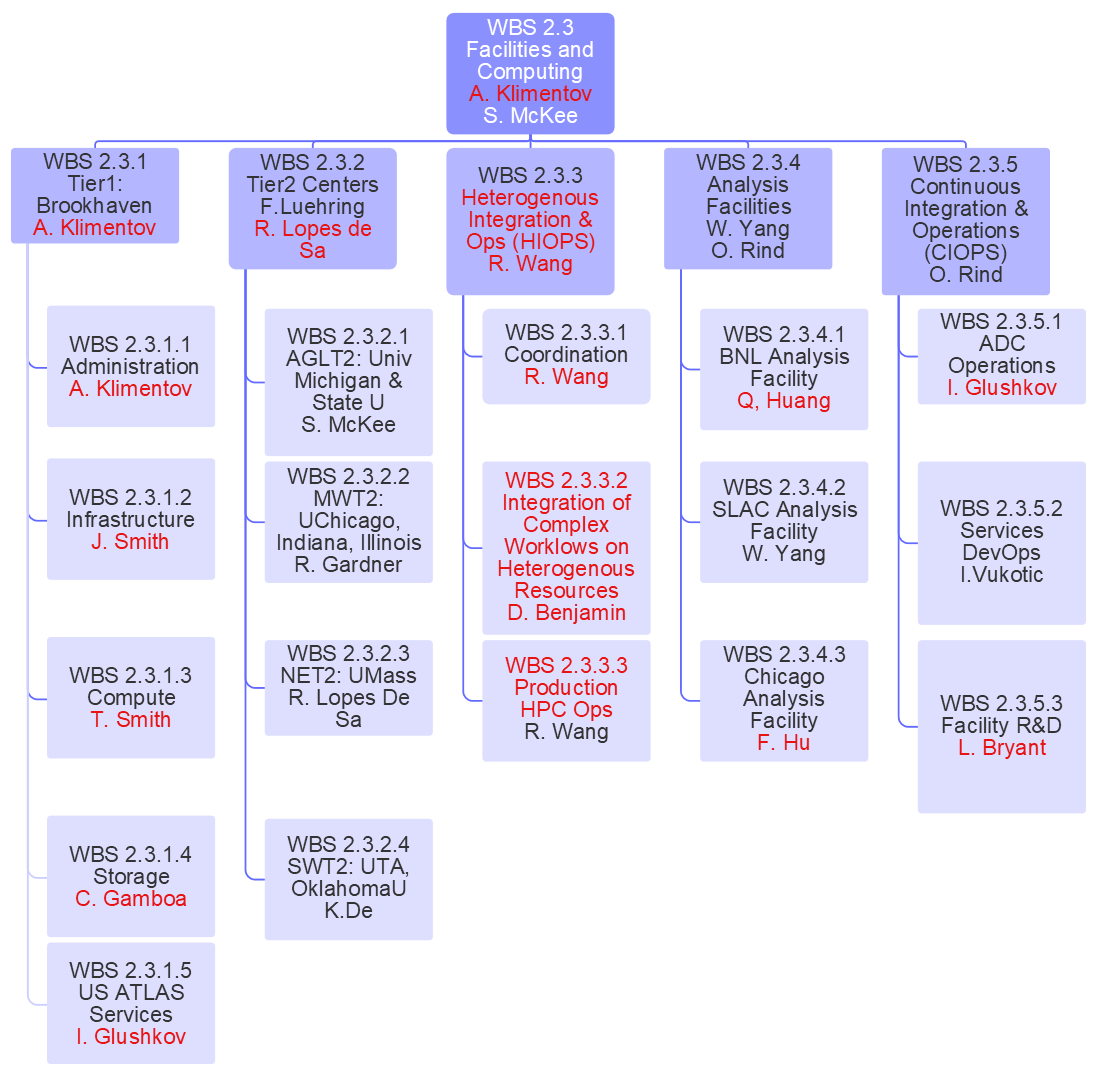 WBS 2.3
Facilities and
Computing
A. Klimentov
S. McKee
WBS 2.3.1
Tier1:
Brookhaven
A. Klimentov
WBS 2.3.1.1
Administration
A. Klimentov
WBS 2.3.1.2
Infrastructure
J. Smith
WBS 2.3.1.3
Compute
T. Smith
WBS 2.3.1.4
Storage
C. Gamboa
WBS 2.3.1.5
US ATLAS
Services
I. Glushkov
WBS 2.3.2
Tier2 Centers
F.Luehring
R. Lopes de
Sa
WBS 2.3.2.1
AGLT2: Univ
Michigan &
State U
S. McKee
WBS 2.3.2.2
MWT2:
UChicago,
Indiana, Illinois
R. Gardner
WBS 2.3.2.3
NET2: UMass
R. Lopes De
Sa
WBS 2.3.2.4
SWT2: UTA,
OklahomaU
K.De
WBS 2.3.3
Heterogenous
Integration &
Ops (HIOPS)
R. Wang
WBS 2.3.3.1
Coordination
R. Wang
WBS 2.3.3.2
Integration of
Complex
Worklows on
Heterogenous
Resources
D. Benjamin
WBS 2.3.3.3
Production
HPC Ops
R. Wang
WBS 2.3.4
Analysis
Facilities
W. Yang
O. Rind
WBS 2.3.4.1
BNL Analysis
Facility
Q, Huang
WBS 2.3.4.2
SLAC Analysis
Facility
W. Yang
WBS 2.3.4.3
Chicago
Analysis
Facility
F. Hu
WBS 2.3.5
Continuous
Integration &
Operations
(CIOPS)
O. Rind
WBS 2.3.5.1
ADC
Operations
I. Glushkov
WBS 2.3.5.2
Services
DevOps
I.Vukotic
WBS 2.3.5.3
Facility R&D
L. Bryant